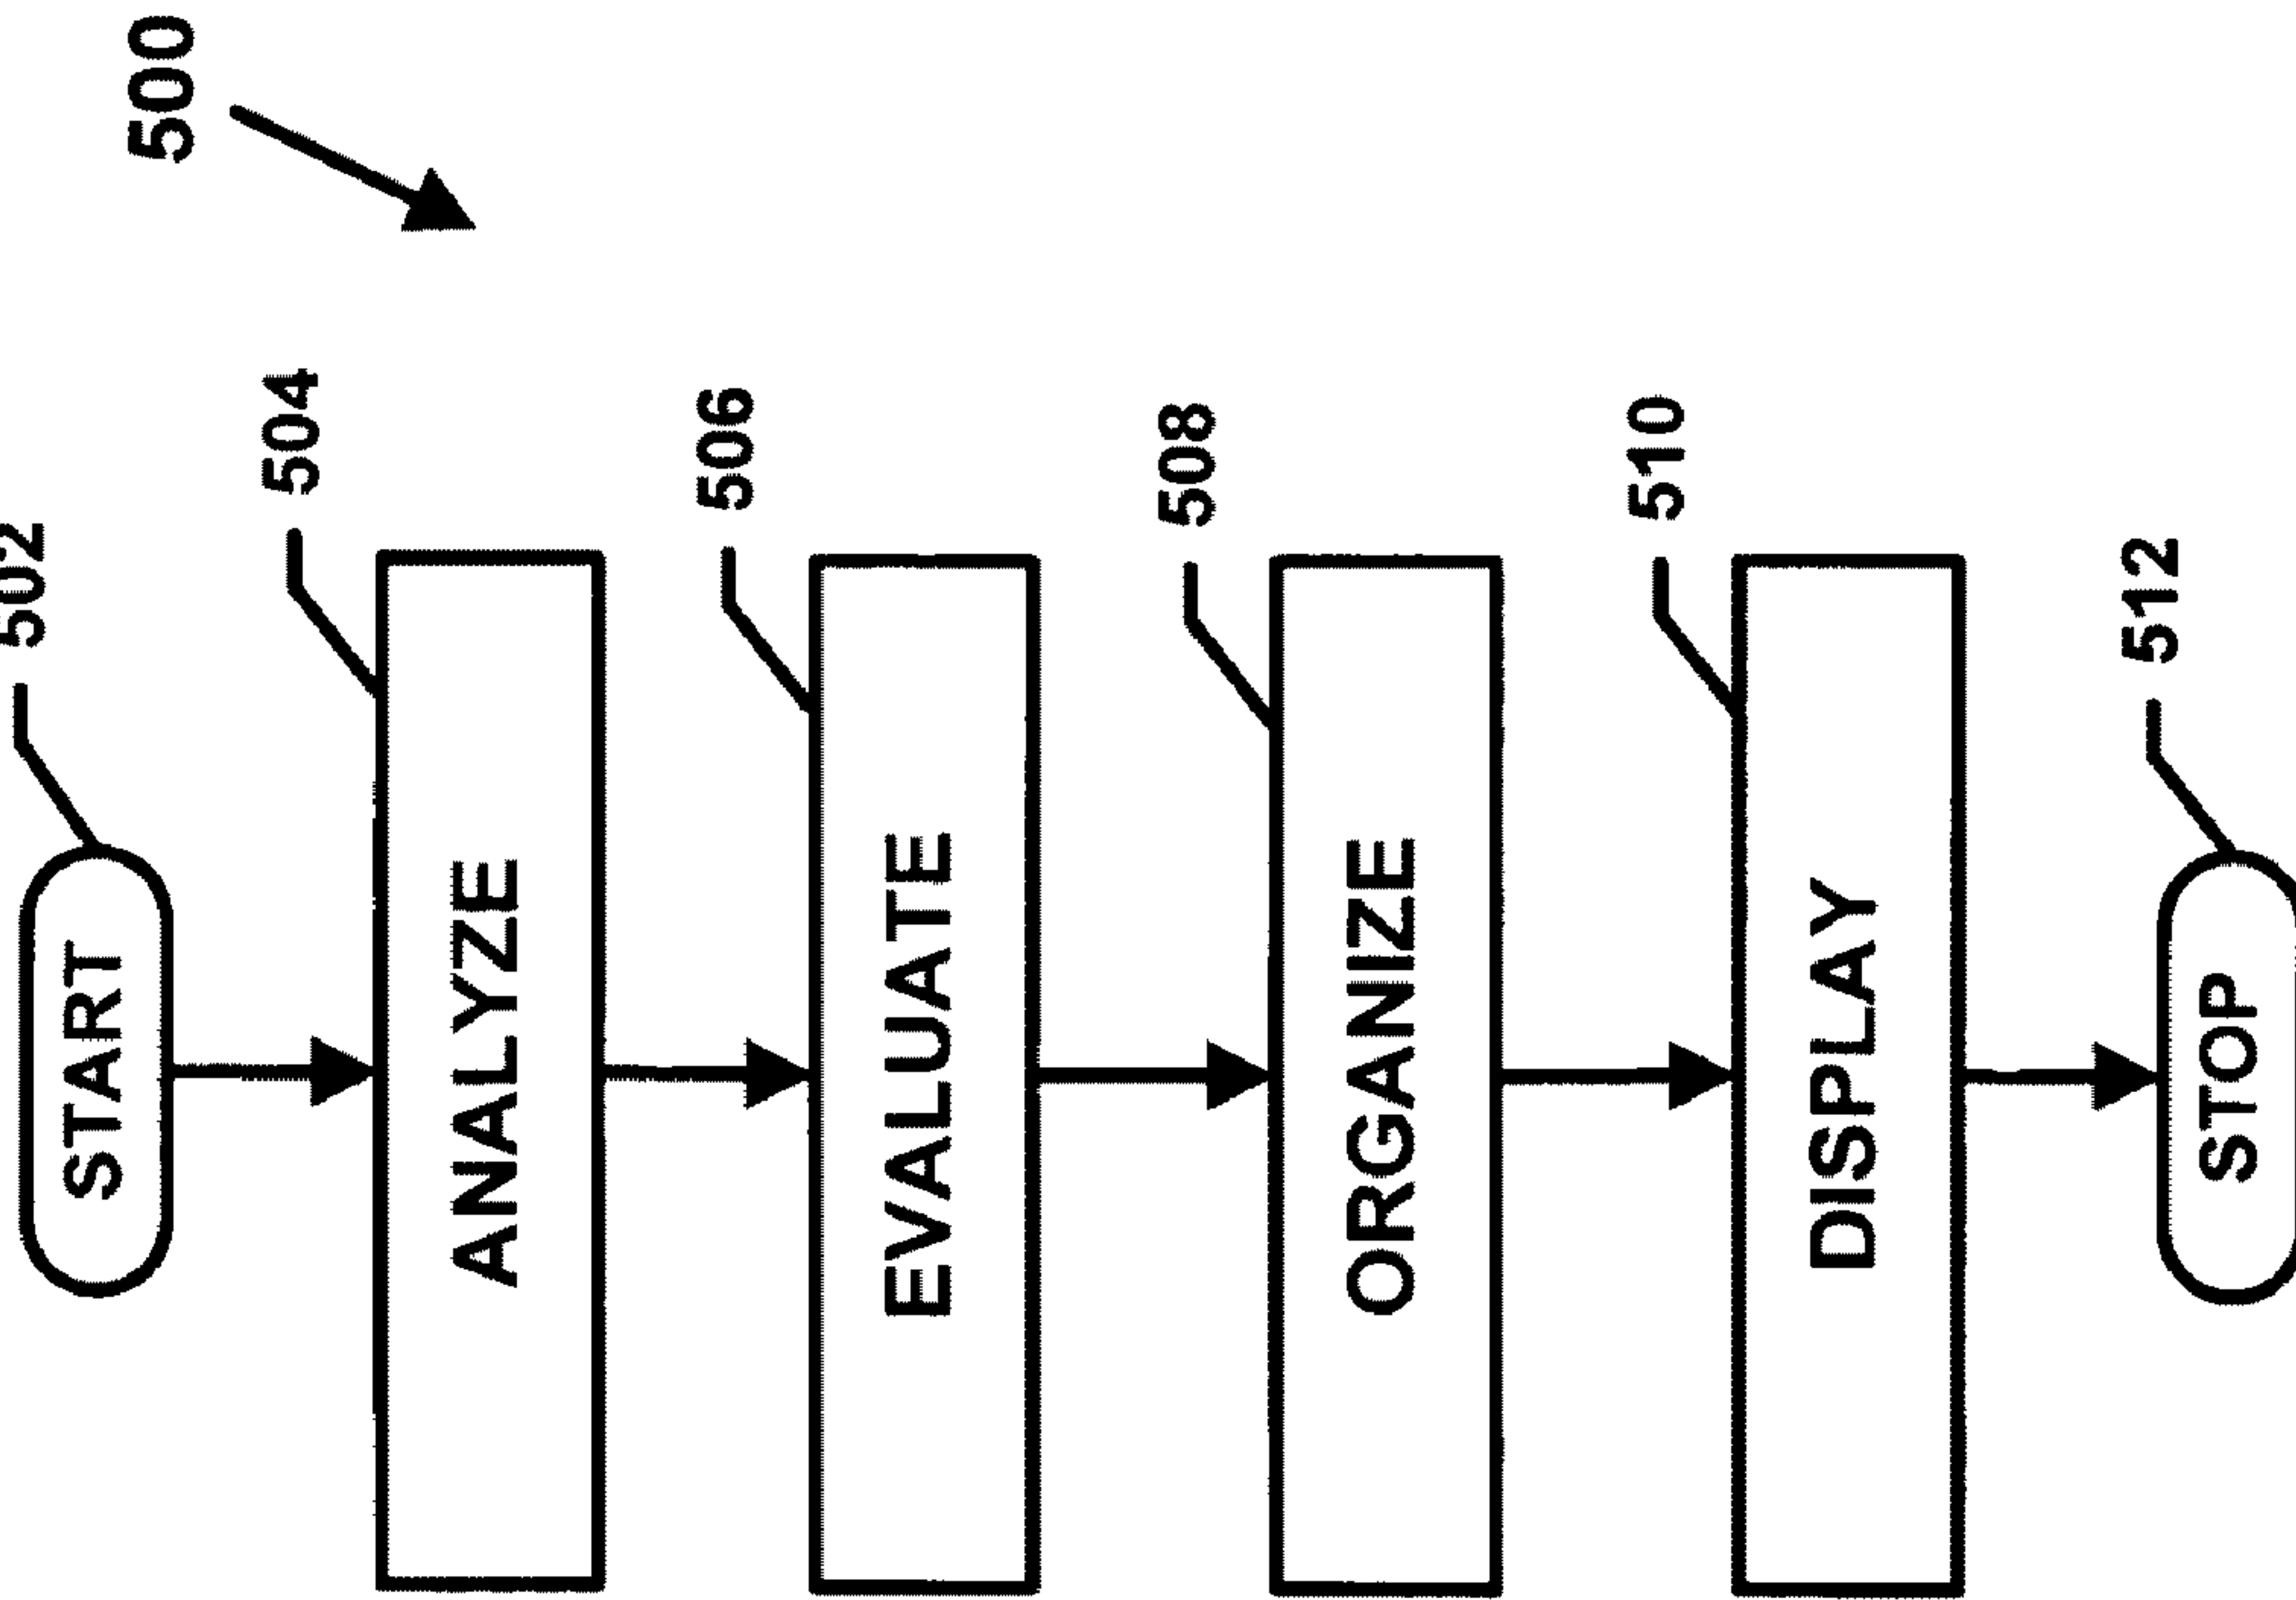 500
502
START
504
ANALYZE
506
EVALUATE
508
ORGANIZE
510
DISPLAY
512
STOP